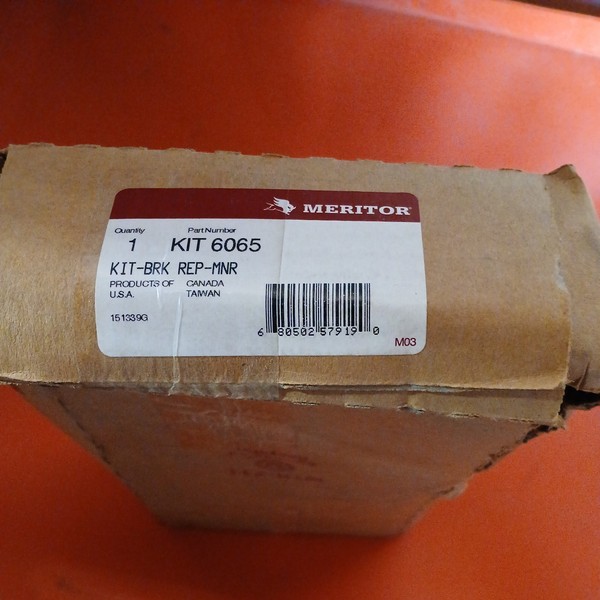 MERITOR
Quantity Part Number
1 KIT 6065
KIT-BRK REP-MNR
PRODUCTS OF CANADA
U.S.A. TAIWAN
151339G
6 80502 57919 0
M03